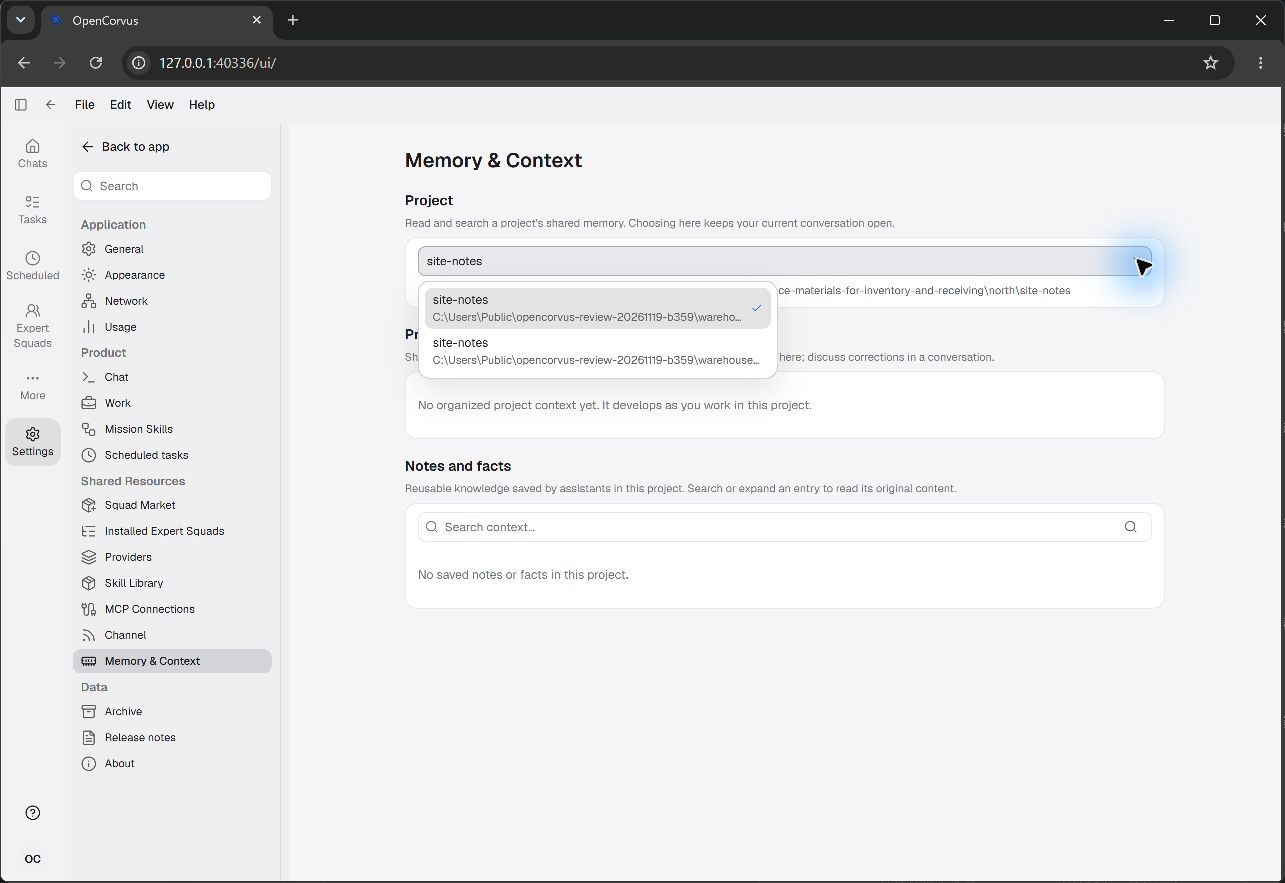 OpenCorvus
127.0.0.1:40336/ui/
File Edit View Help
Chats
Tasks
Scheduled
Expert
Squads
More
Settings
OC
Back to app
Search
Application
General
Appearance
Network
Usage
Product
Chat
Work
Mission Skills
Scheduled tasks
Shared Resources
Squad Market
Installed Expert Squads
Providers
Skill Library
MCP Connections
Channel
Memory & Context
Data
Archive
Release notes
About
Memory & Context
Project
Read and search a project's shared memory. Choosing here keeps your current conversation open.
site-notes
ce-materials-for-inventory-and-receiving\north\site-notes
site-notes
C:\Users\Public\opencorvus-review-20261119-b359\wareho...
site-notes
C:\Users\Public\opencorvus-review-20261119-b359\warehouse...
Pr
Sh
here; discuss corrections in a conversation.
No organized project context yet. It develops as you work in this project.
Notes and facts
Reusable knowledge saved by assistants in this project. Search or expand an entry to read its original content.
Search context...
No saved notes or facts in this project.